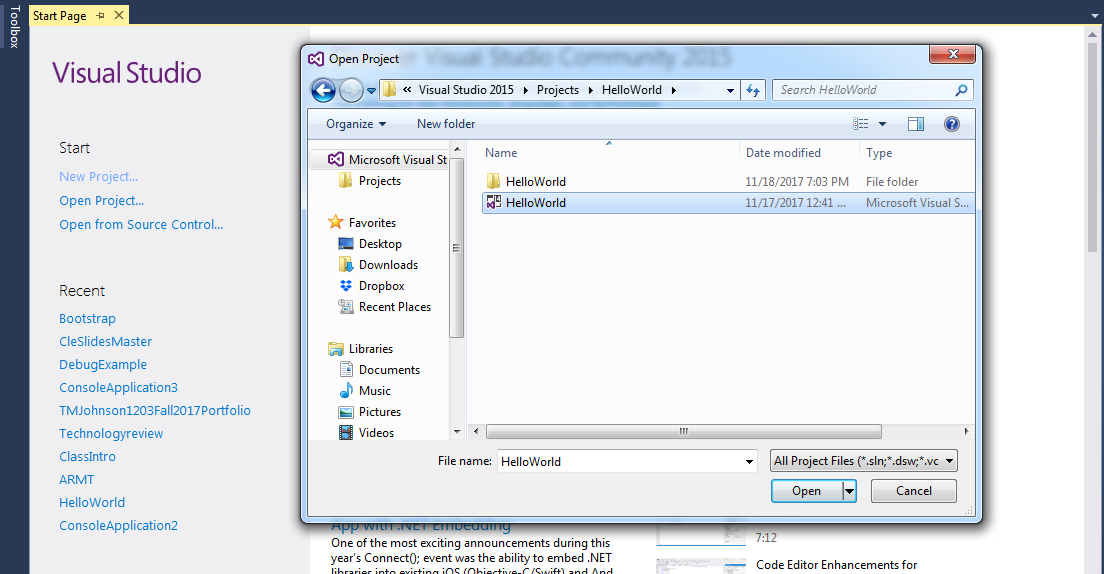 Toolbox
Start Page
Visual Studio
Start
New Project...
Open Project...
Open from Source Control...
Recent
Bootstrap
CleSlidesMaster
DebugExample
ConsoleApplication3
TMJohnson1203Fall2017Portfolio
Technologyreview
ClassIntro
ARMT
HelloWorld
ConsoleApplication2
Open Project
Visual Studio Community 2015
« Visual Studio 2015 Projects HelloWorld
Search HelloWorld
Organize New folder
Name Date modified Type
HelloWorld 11/18/2017 7:03 PM File folder
HelloWorld 11/17/2017 12:41 ... Microsoft Visual S...
Microsoft Visual St
Projects
Favorites
Desktop
Downloads
Dropbox
Recent Places
Libraries
Documents
Music
Pictures
Videos
File name: HelloWorld All Project Files (*.sln;*.dsw;*.vc
Open Cancel
App with .NET Embedding
One of the most exciting announcements during this
year's Connect(); event was the ability to embed .NET
libraries into existing iOS (Objective-C/Swift) and And
7:12
Code Editor Enhancements for